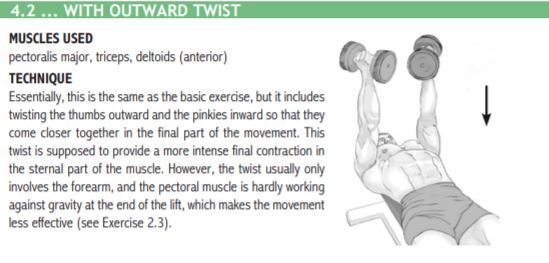 4.2 ... WITH OUTWARD TWIST
MUSCLES USED
pectoralis major, triceps, deltoids (anterior)
TECHNIQUE
Essentially, this is the same as the basic exercise, but it includes
twisting the thumbs outward and the pinkies inward so that they
come closer together in the final part of the movement. This
twist is supposed to provide a more intense final contraction in
the sternal part of the muscle. However, the twist usually only
involves the forearm, and the pectoral muscle is hardly working
against gravity at the end of the lift, which makes the movement
less effective (see Exercise 2.3).